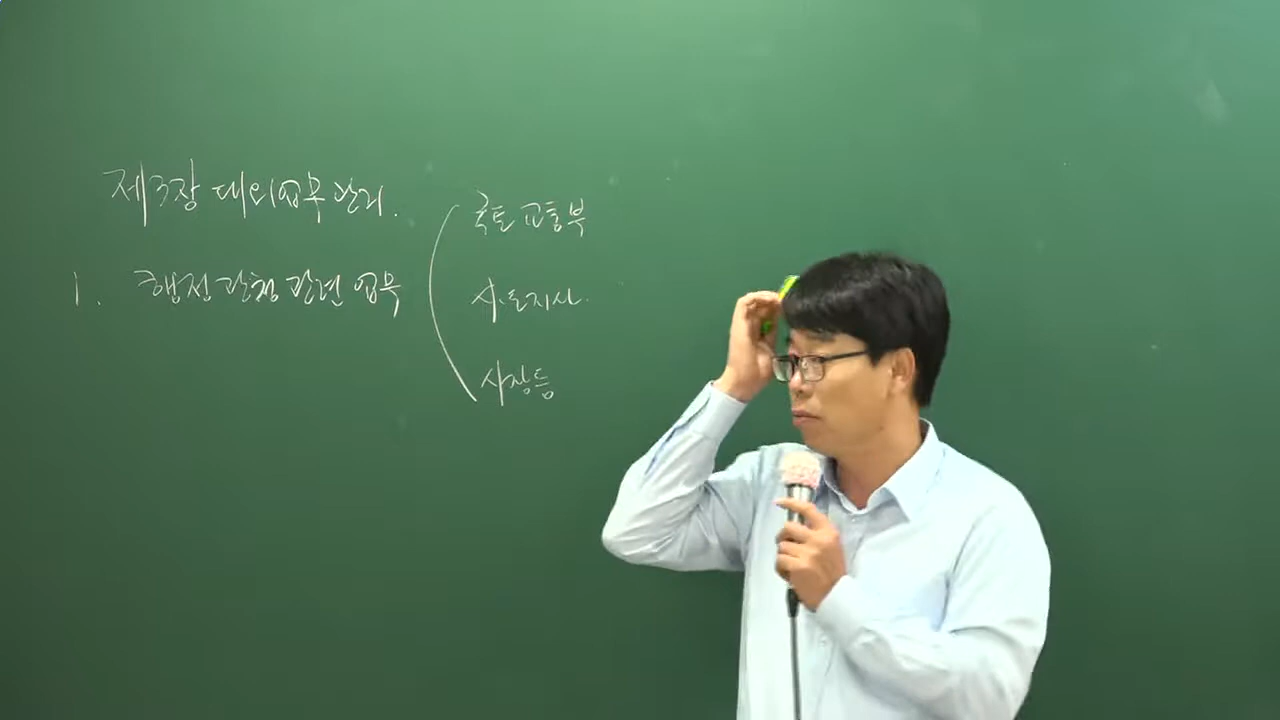 제3장 대외업무관리.
1. 행정관청관련 업무
국토교통부
시·도지사.
시장등